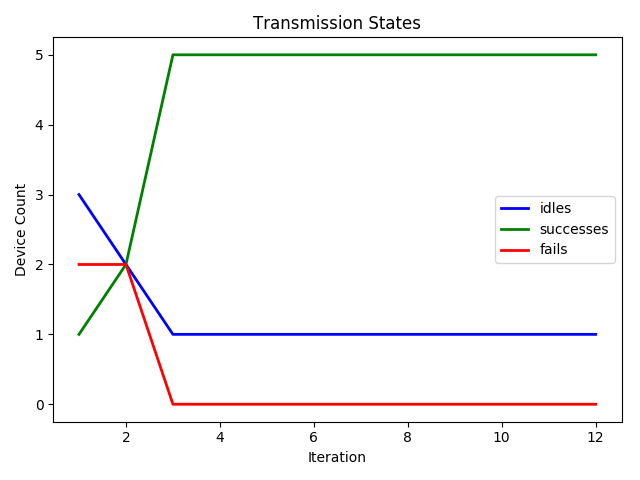 Transmission States
Device Count
5
4
3
2
1
0
idles
successes
fails
2 4 6 8 10 12
Iteration